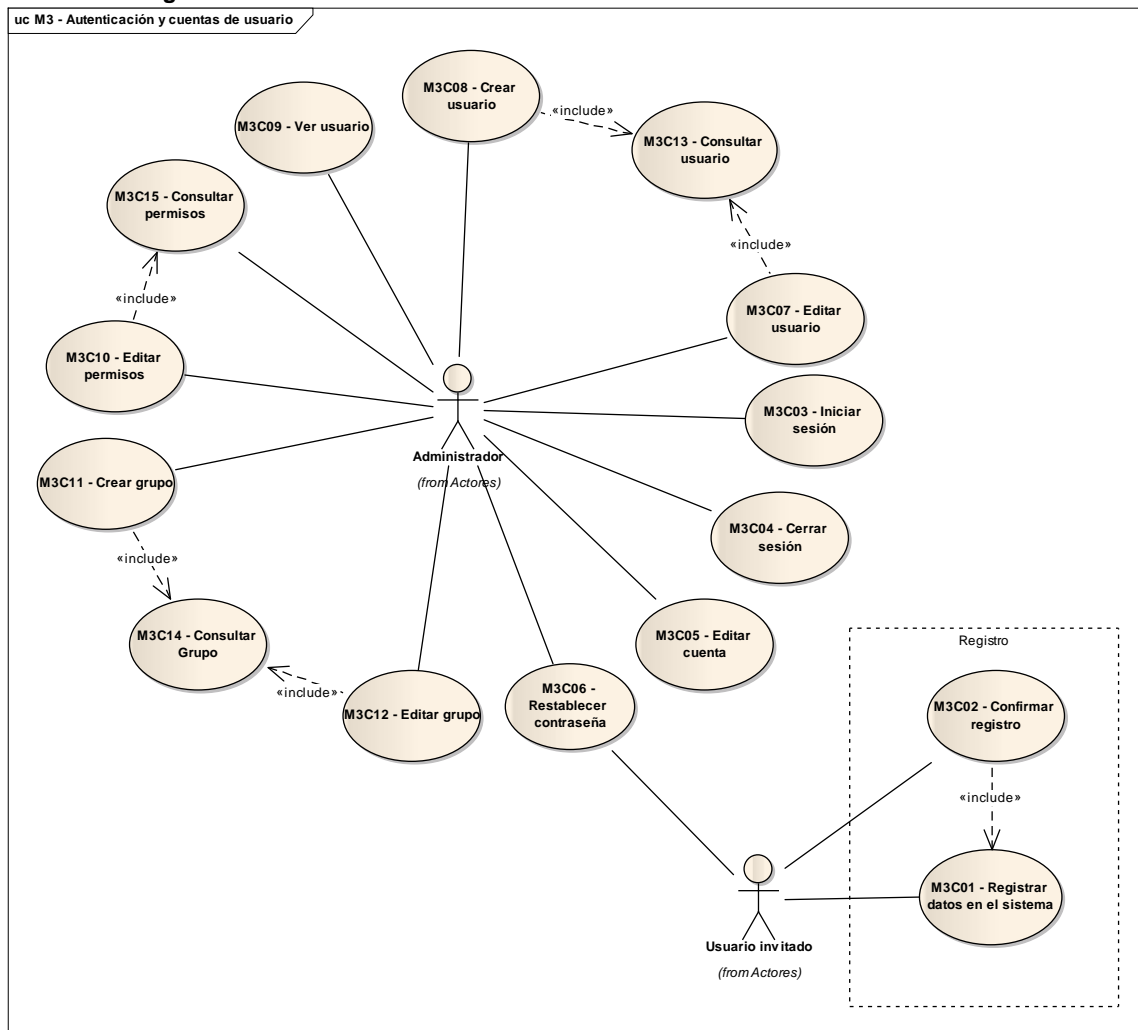 uc M3 - Autenticación y cuentas de usuario
M3C08 - Crear
usuario
«include»
M3C09 - Ver usuario
M3C13 - Consultar
usuario
M3C15 - Consultar
permisos
«include»
«include»
M3C07 - Editar
usuario
M3C10 - Editar
permisos
M3C03 - Iniciar
sesión
Administrador
(from Actores)
M3C11 - Crear grupo
M3C04 - Cerrar
sesión
«include»
M3C14 - Consultar
Grupo
M3C05 - Editar
cuenta
Registro
«include»
M3C12 - Editar grupo
M3C06 -
Restablecer
contraseña
M3C02 - Confirmar
registro
«include»
M3C01 - Registrar
datos en el sistema
Usuario invitado
(from Actores)